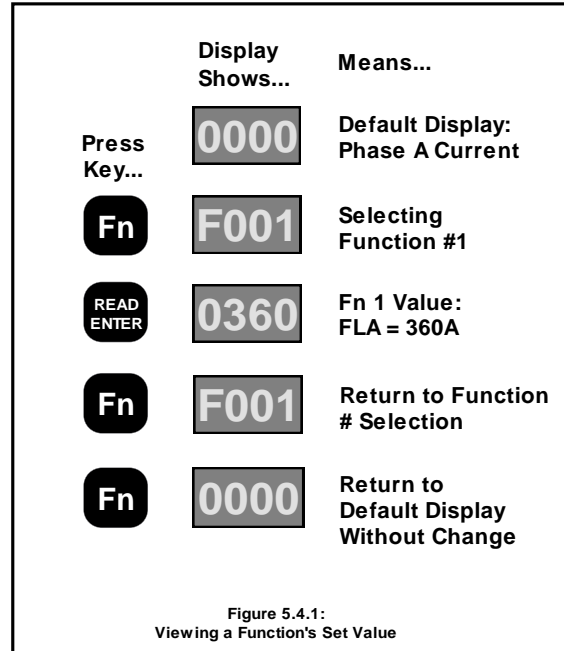 Display
Shows...
Means...
Press
Key...
0000
Default Display:
Phase A Current
Fn
F001
Selecting
Function #1
READ
ENTER
0360
Fn 1 Value:
FLA = 360A
Fn
F001
Return to Function
# Selection
Fn
0000
Return to
Default Display
Without Change
Figure 5.4.1:
Viewing a Function's Set Value